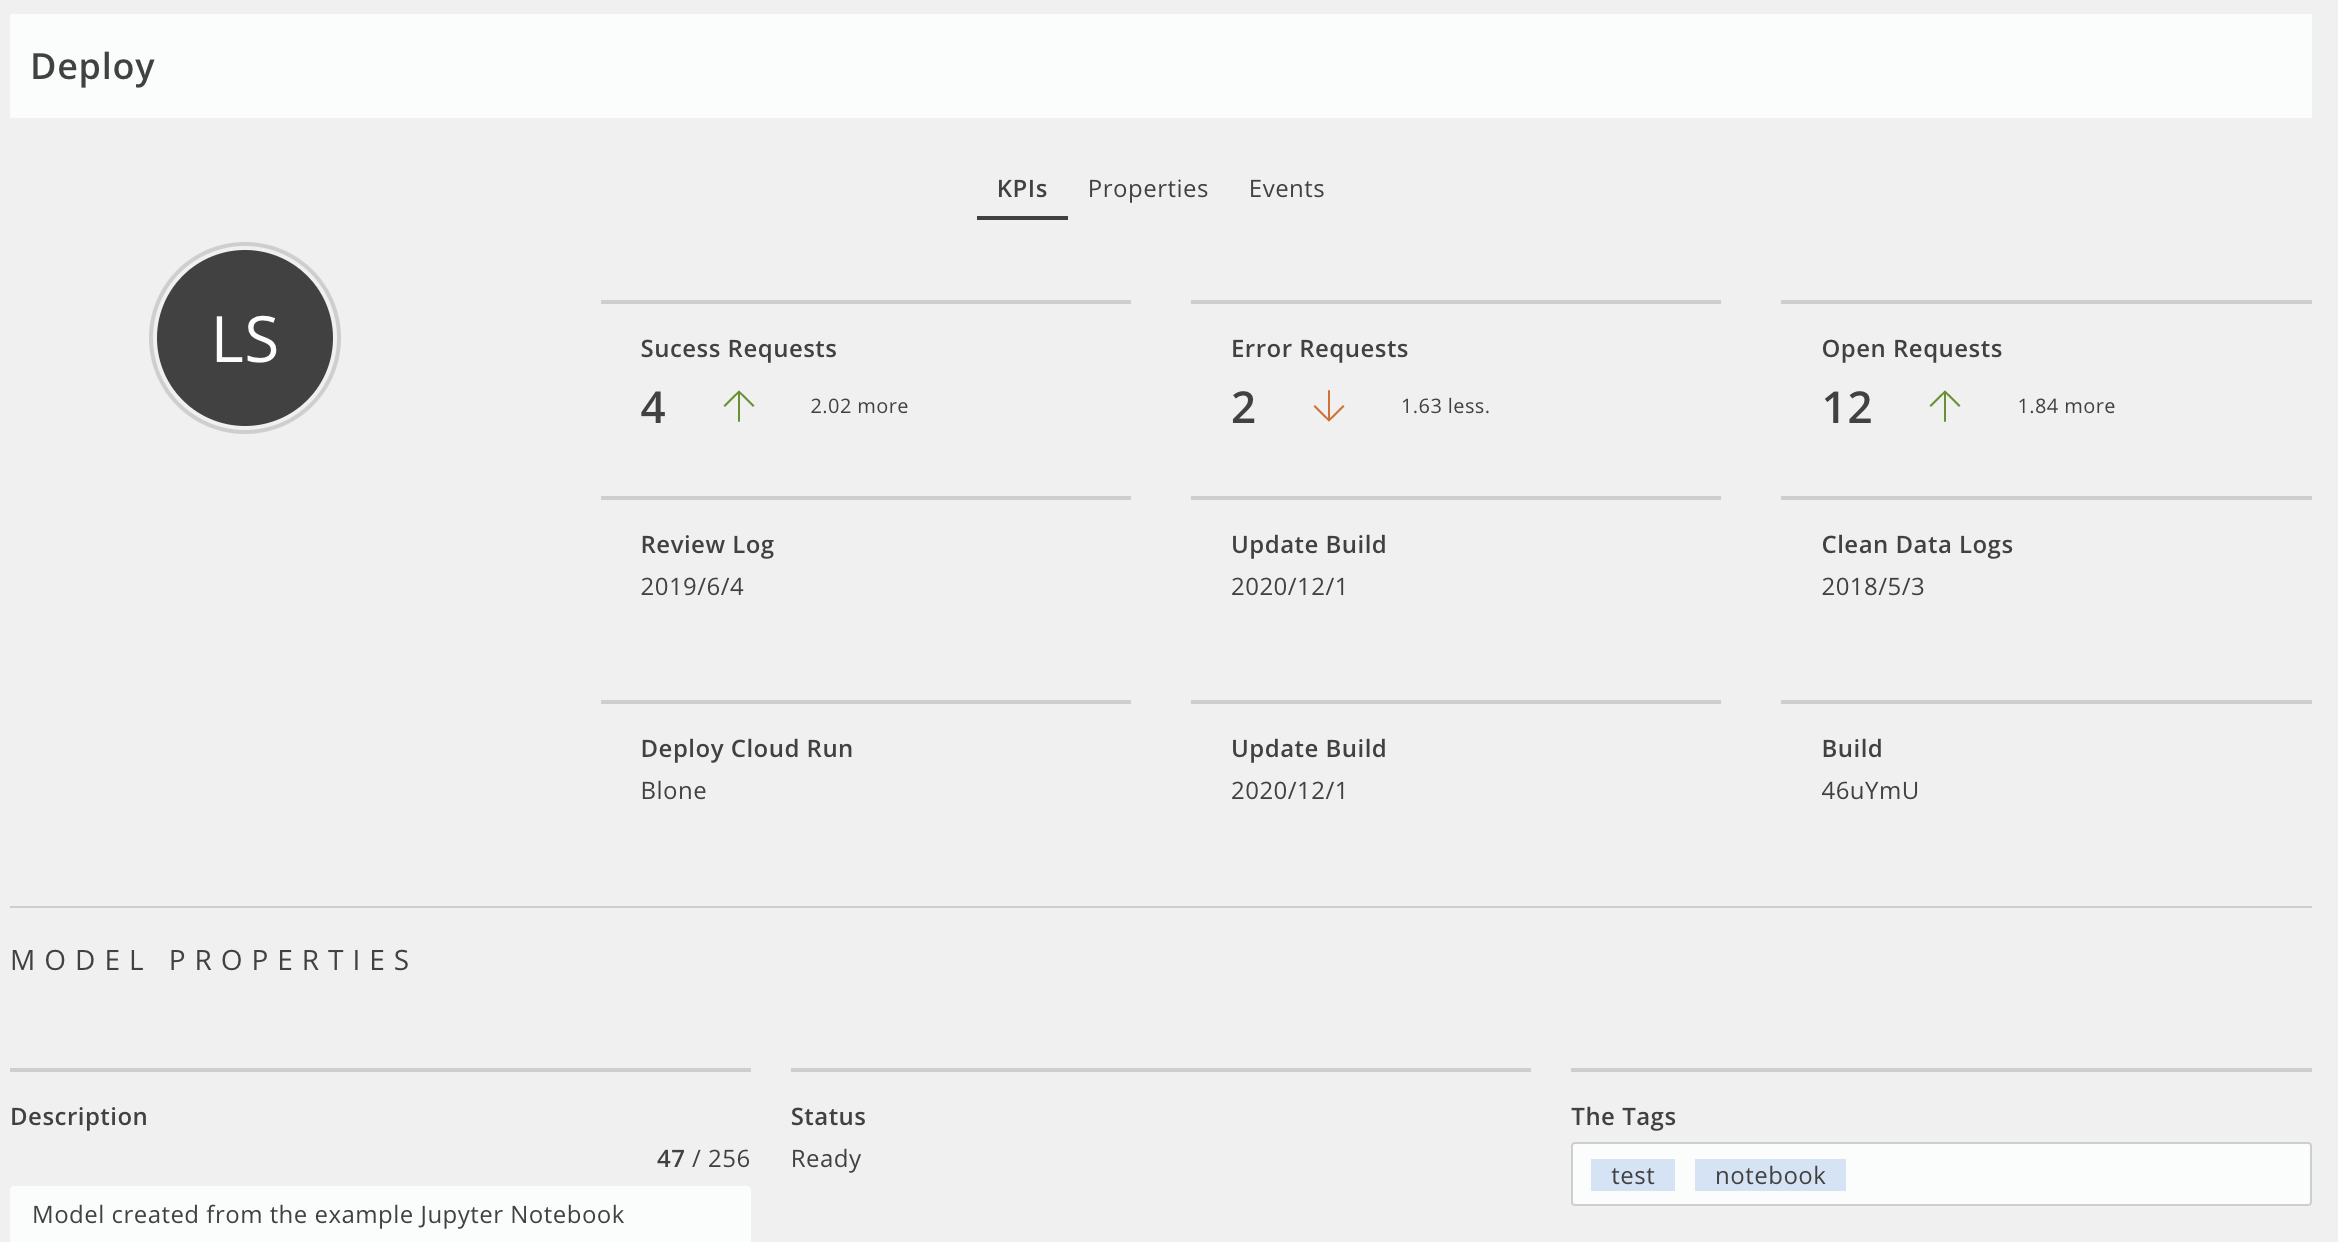 Deploy
KPIs Properties Events
LS
Sucess Requests
4 2.02 more
Error Requests
2 1.63 less.
Open Requests
12 1.84 more
Review Log
2019/6/4
Update Build
2020/12/1
Clean Data Logs
2018/5/3
Deploy Cloud Run
Blone
Update Build
2020/12/1
Build
46uYmU
MODEL PROPERTIES
Description
47 / 256
Model created from the example Jupyter Notebook
Status
Ready
The Tags
test notebook